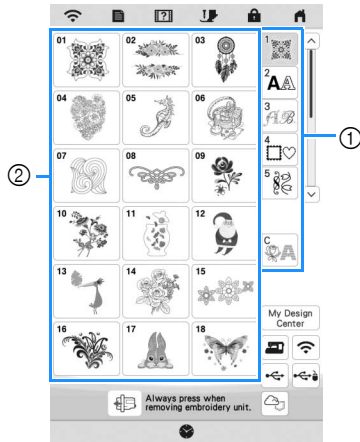 ?
01 02 03 1
2 AA
04 05 06 3 AB
4
07 08 09 5
①
②
10 11 12
C A
13 14 15
My Design
Center
16 17 18
Always press when
removing embroidery unit.